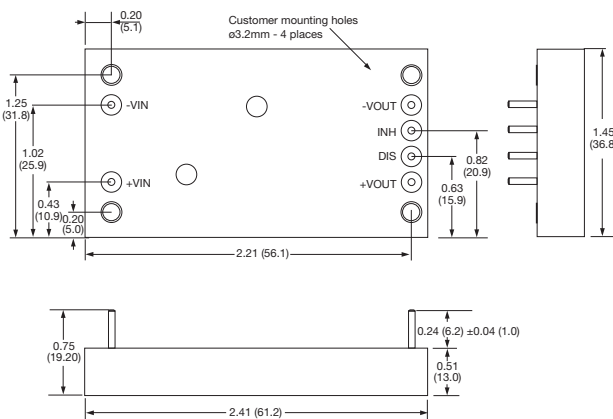 0.20
(5.1)
Customer mounting holes
ø3.2mm - 4 places
1.25
(31.8)
-VIN
1.02
(25.9)
+VIN
0.43
(10.9)
0.20
(5.0)
-VOUT
INH
DIS
+VOUT
0.82
(20.9)
0.63
(15.9)
2.21 (56.1)
1.45
(36.8
0.75
(19.20)
0.24 (6.2) ±0.04 (1.0)
0.51
(13.0)
2.41 (61.2)